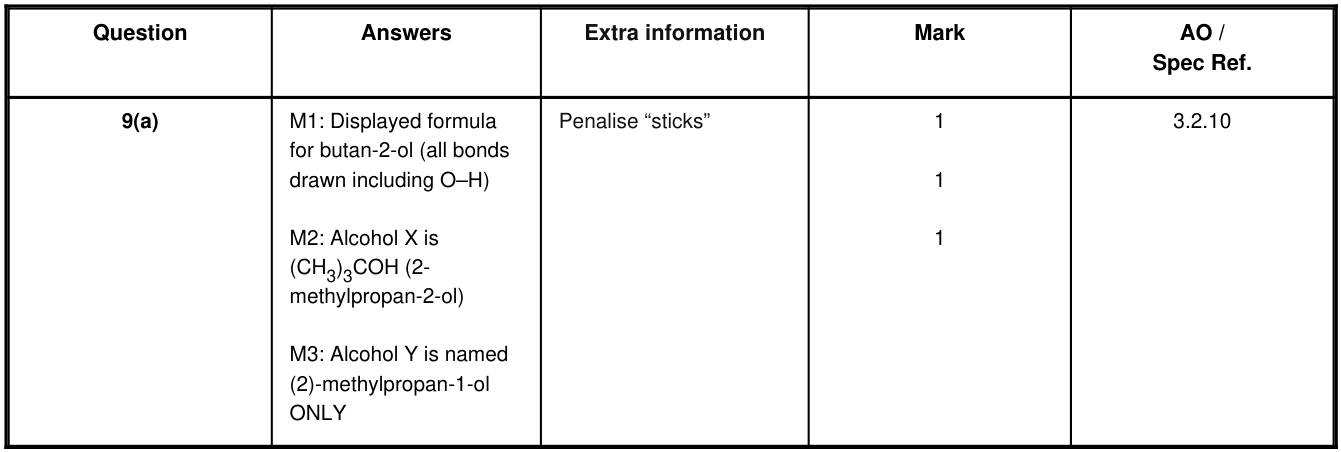 Question Answers Extra information Mark AO /
Spec Ref.
9(a) M1: Displayed formula Penalise “sticks” 1 3.2.10
for butan-2-ol (all bonds
drawn including O–H) 1
M2: Alcohol X is 1
(CH₃)₃COH (2-
methylpropan-2-ol)
M3: Alcohol Y is named
(2)-methylpropan-1-ol
ONLY